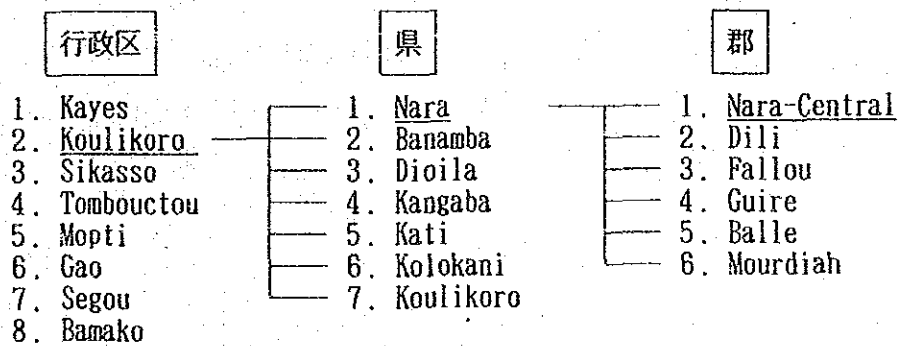 行政区
県
郡
1. Kayes
2. Koulikoro
3. Sikasso
4. Tombouctou
5. Mopti
6. Gao
7. Segou
8. Bamako
1. Nara
2. Banamba
3. Dioila
4. Kangaba
5. Kati
6. Kolokani
7. Koulikoro
1. Nara-Central
2. Dili
3. Fallou
4. Guire
5. Balle
6. Mourdiah